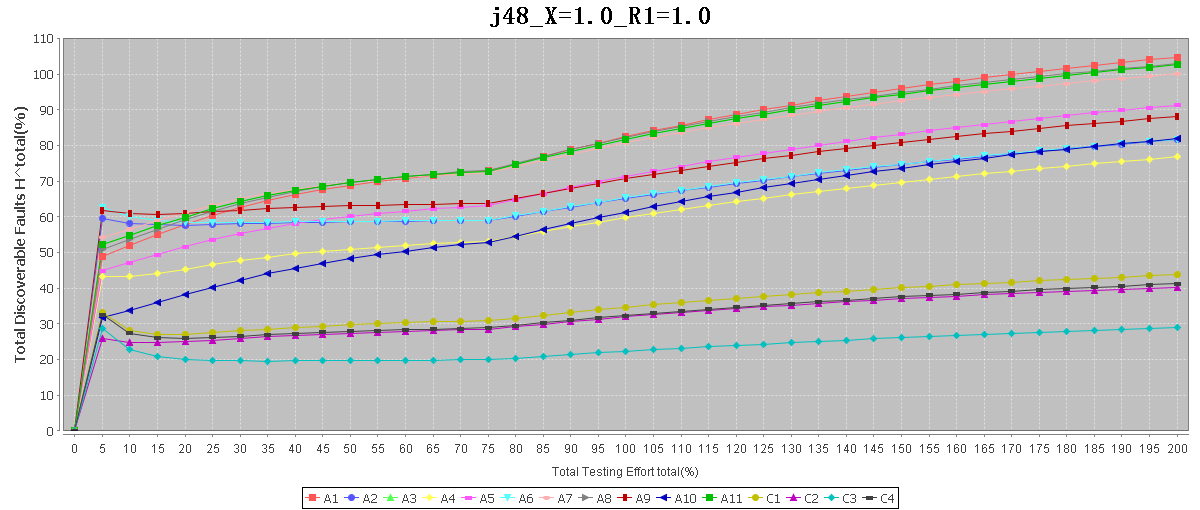 j48_X=1.0_R1=1.0
Total Discoverable Faults H^total(%)
110
100
90
80
70
60
50
40
30
20
10
0
0 5 10 15 20 25 30 35 40 45 50 55 60 65 70 75 80 85 90 95 100 105 110 115 120 125 130 135 140 145 150 155 160 165 170 175 180 185 190 195 200
Total Testing Effort total(%)
A1 A2 A3 A4 A5 A6 A7 A8 A9 A10 A11 C1 C2 C3 C4